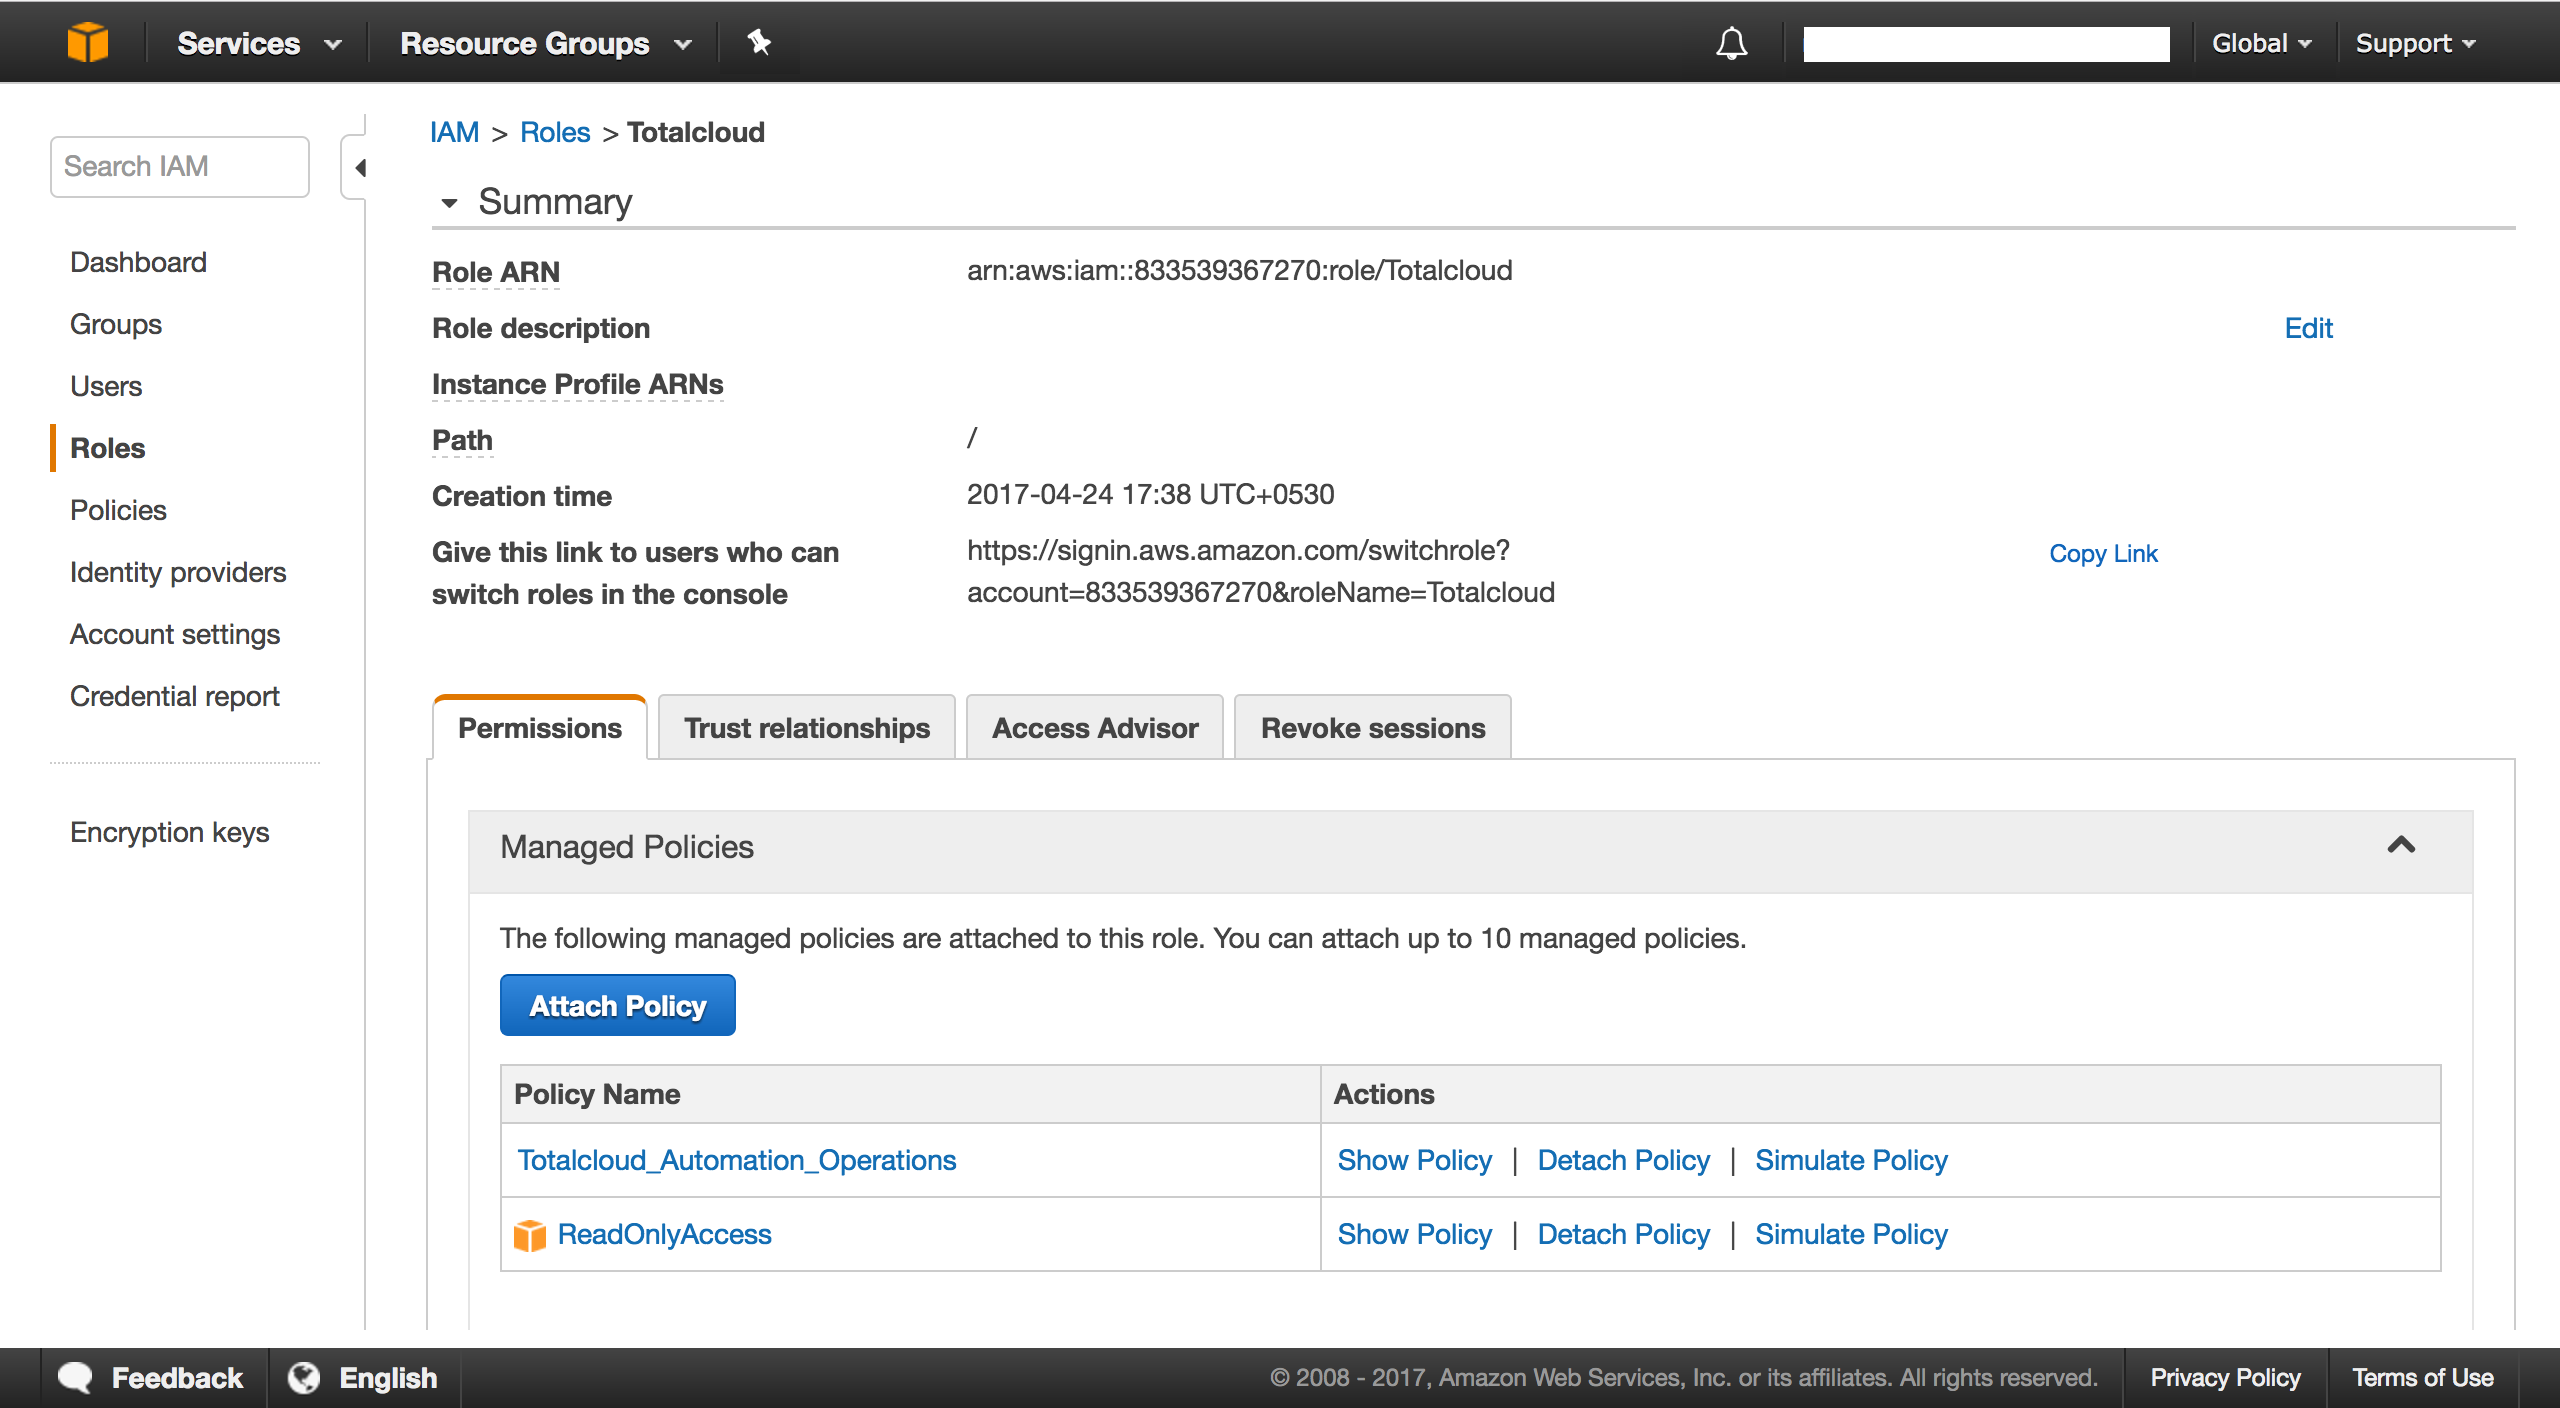 Services Resource Groups Global Support
Search IAM
Dashboard
Groups
Users
Roles
Policies
Identity providers
Account settings
Credential report
Encryption keys
IAM > Roles > Totalcloud
Summary
Role ARN arn:aws:iam::833539367270:role/Totalcloud
Role description Edit
Instance Profile ARNs
Path /
Creation time 2017-04-24 17:38 UTC+0530
Give this link to users who can https://signin.aws.amazon.com/switchrole? Copy Link
switch roles in the console account=833539367270&roleName=Totalcloud
Permissions Trust relationships Access Advisor Revoke sessions
Managed Policies
The following managed policies are attached to this role. You can attach up to 10 managed policies.
Attach Policy
Policy Name Actions
Totalcloud_Automation_Operations Show Policy | Detach Policy | Simulate Policy
ReadOnlyAccess Show Policy | Detach Policy | Simulate Policy
Feedback English © 2008 - 2017, Amazon Web Services, Inc. or its affiliates. All rights reserved. Privacy Policy Terms of Use